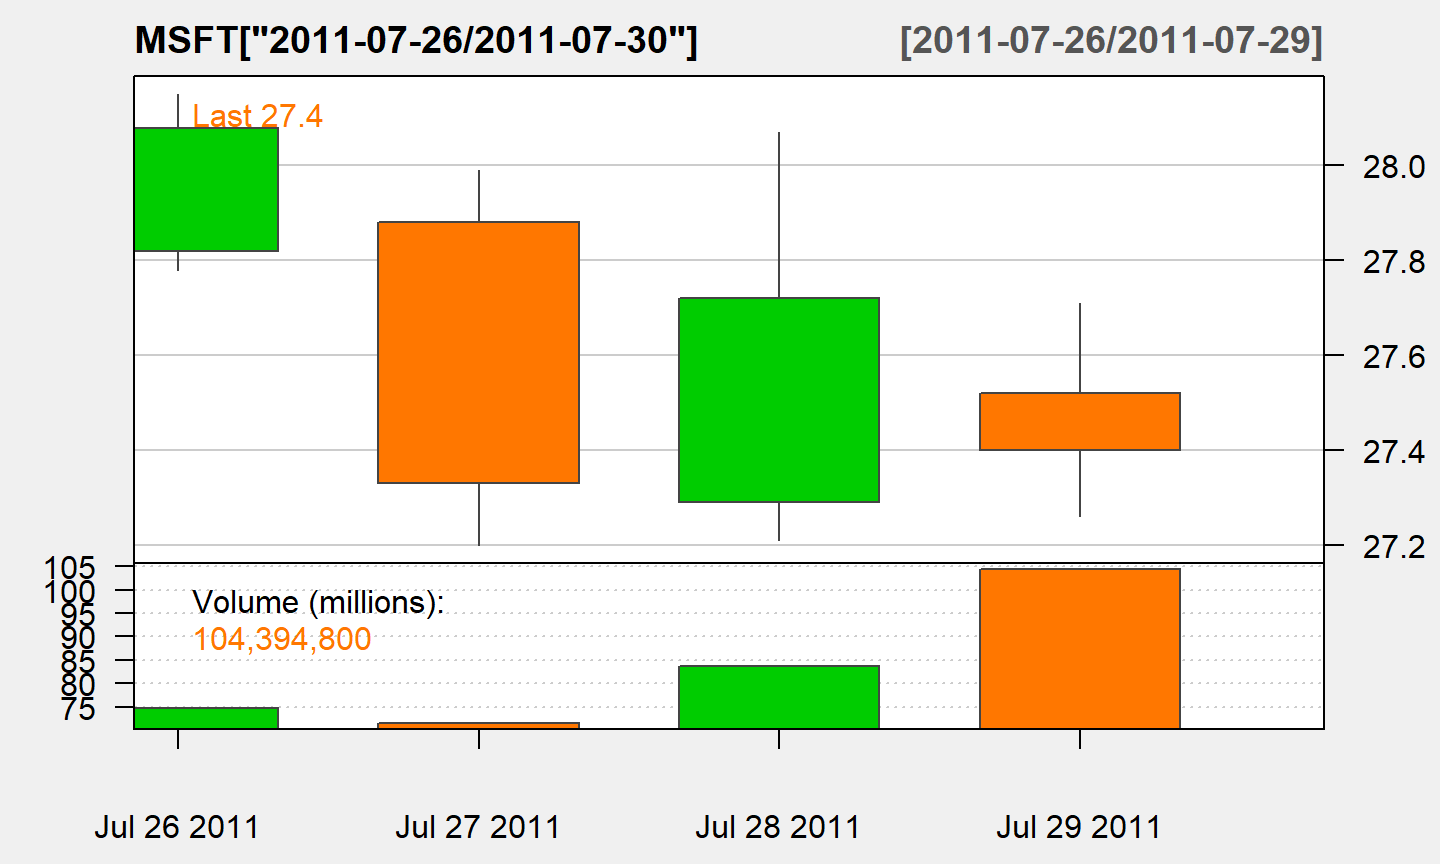 MSFT["2011-07-26/2011-07-30"]
[2011-07-26/2011-07-29]
Last 27.4
28.0
27.8
27.6
27.4
27.2
105
100
95
90
85
80
75
Volume (millions):
104,394,800
Jul 26 2011
Jul 27 2011
Jul 28 2011
Jul 29 2011